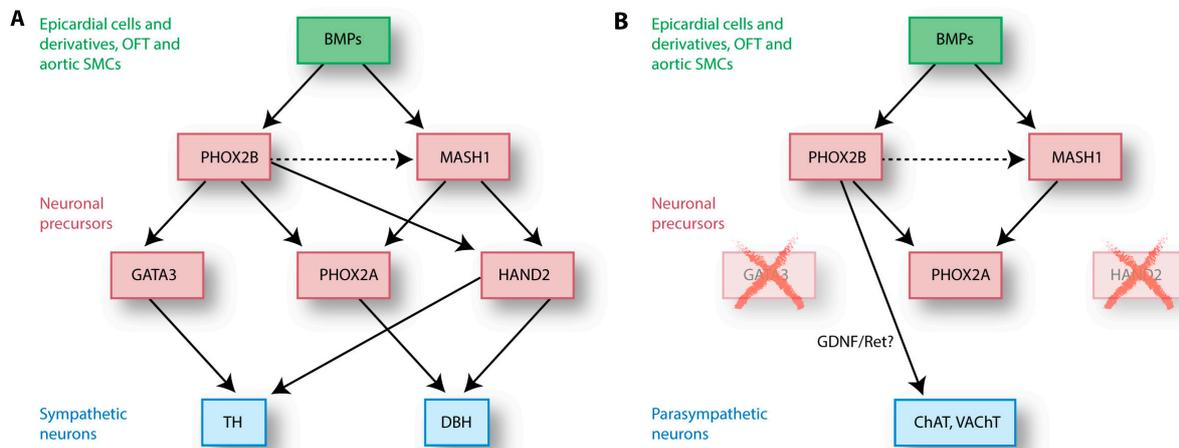 A
Epicardial cells and
derivatives, OFT and
aortic SMCs
BMPs
PHOX2B
MASH1
Neuronal
precursors
GATA3
PHOX2A
HAND2
Sympathetic
neurons
TH
DBH
B
Epicardial cells and
derivatives, OFT and
aortic SMCs
BMPs
PHOX2B
MASH1
Neuronal
precursors
GATA3
PHOX2A
HAND2
GDNF/Ret?
Parasympathetic
neurons
ChAT, VAChT